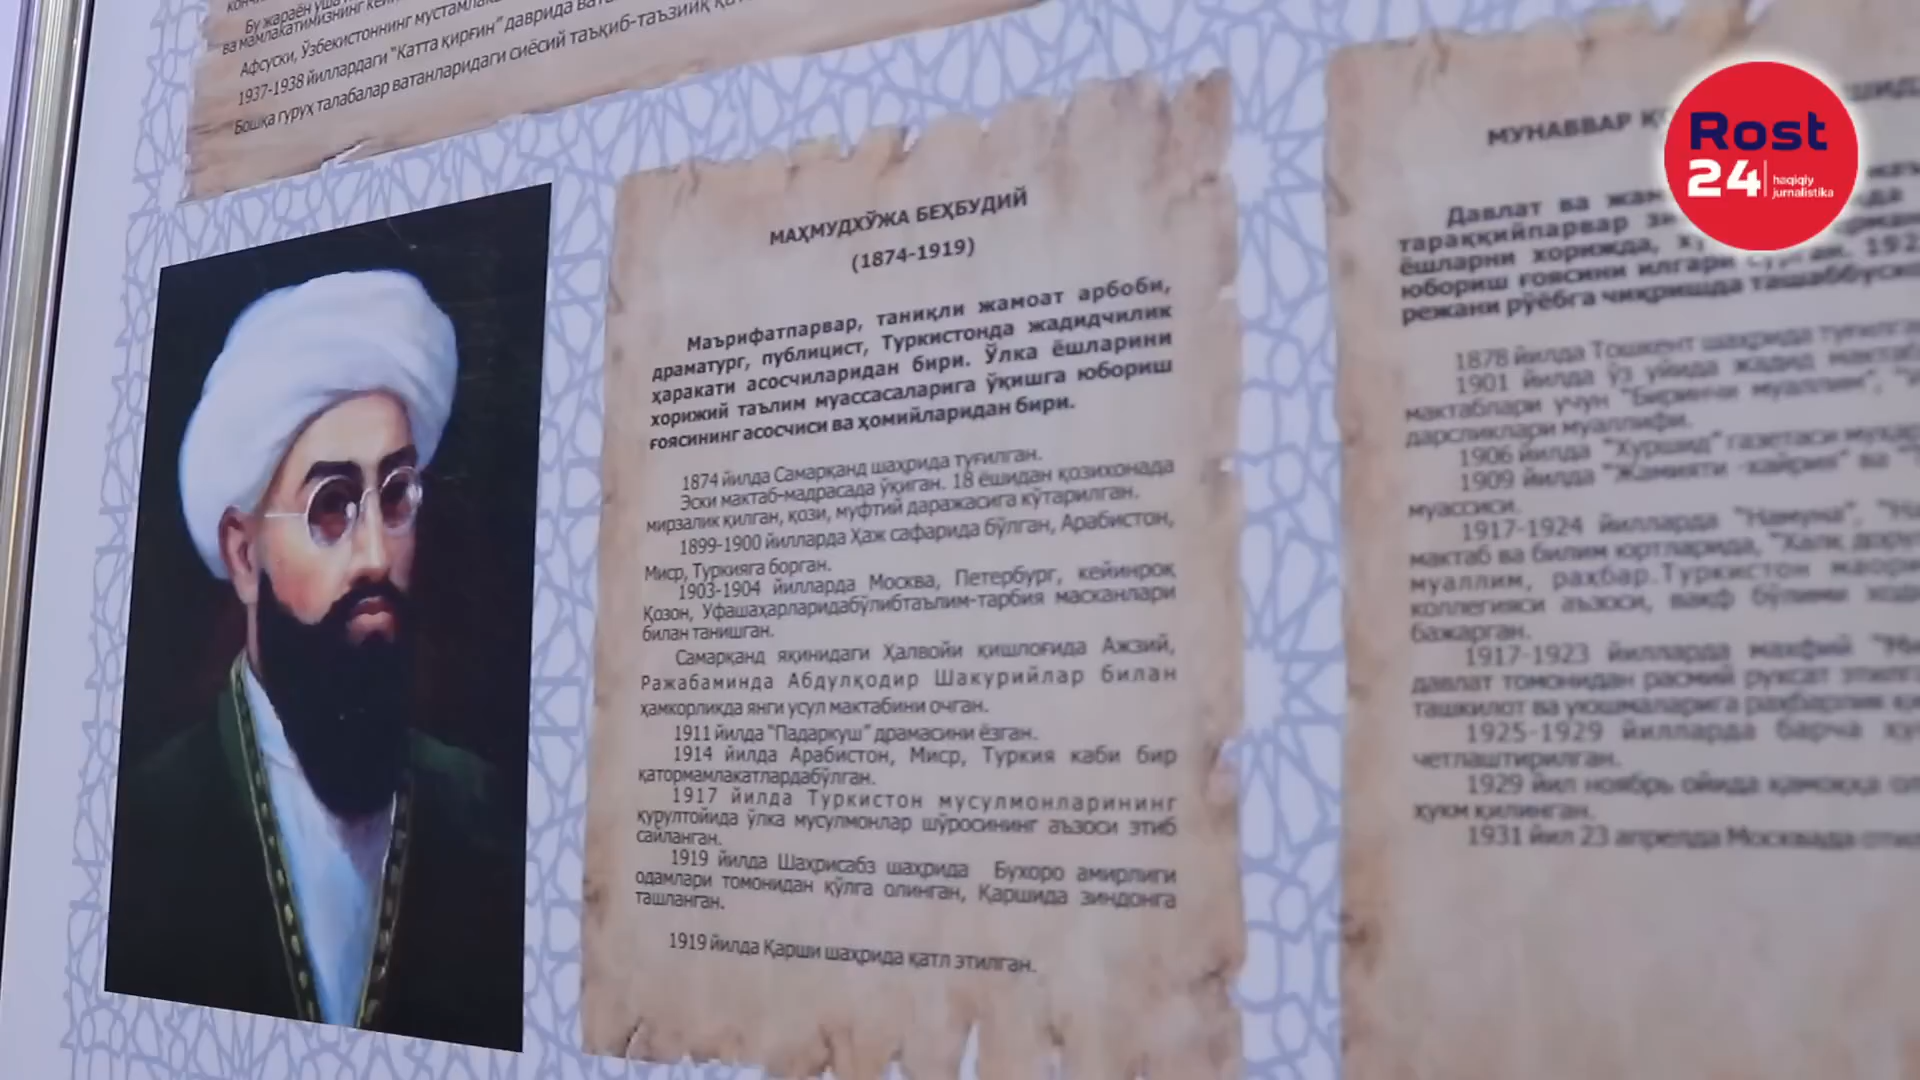 Бу жараён
ва мамлакатимизнинг
Афсуски, Ўзбекистоннинг
1937-1938 йиллардаги “Катта қирғин” даврида
Бошқа гуруҳ талабалар ватанларидаги сиёсий таъқиб-таъзийқ
МАҲМУДХЎЖА БЕҲБУДИЙ
(1874-1919)
Маърифатпарвар, таниқли жамоат арбоби,
драматург, публицист, Туркистонда жадидчилик
ҳаракати асосчиларидан бири. Ўлка ёшларини
хорижий таълим муассасаларига ўқишга юбориш
ғоясининг асосчиси ва ҳомийларидан бири.
1874 йилда Самарқанд шаҳрида туғилган.
Эски мактаб-мадрасада ўқиган. 18 ёшидан қозихонада
мирзалик қилган, қози, муфтий даражасига кўтарилган.
1899-1900 йилларда Ҳаж сафарида бўлган, Арабистон,
Миср, Туркияга борган.
1903-1904 йилларда Москва, Петербург, кейинроқ
Қозон, Уфашаҳарларидабўлибтаълим-тарбия масканлари
билан танишган.
Самарқанд яқинидаги Ҳалвойи қишлоғида Ажзий,
Ражабаминда Абдулқодир Шакурийлар билан
ҳамкорликда янги усул мактабини очган.
1911 йилда “Падаркуш” драмасини ёзган.
1914 йилда Арабистон, Миср, Туркия каби бир
қатормамлакатлардабўлган.
1917 йилда Туркистон мусулмонларининг
қурултойида ўлка мусулмонлар шўросининг аъзоси этиб
сайланган.
1919 йилда Шаҳрисабз шаҳрида Бухоро амирлиги
одамлари томонидан қўлга олинган, Қаршида зиндонга
ташланган.
1919 йилда Қарши шаҳрида қатл этилган.
МУНАВВАР
Давлат ва
тараққийпарвар
ёшларни хорижда,
юбориш ғоясини илгари сурган. 192
режани рўёбга чиқришда
1878 йилда Тошкент шаҳрида туғилган
1901 йилда ўз уйида жадид
мактаблари учун “Биринчи муаллим”,
дарсликлари муаллифи.
1906 йилда “Хуршид” газетаси
1909 йилда “Жамияти хайрия” ва
муассиси.
1917-1924 йилларда “Намуна”,
мактаб ва билим юртларида, “Халқ
муаллим, раҳбар.Туркистон
коллегияси аъзоси, вақф бўлими
бажарган.
1917-1923 йилларда махфий
давлат томонидан расмий рухсат
ташкилот ва уюшмаларига раҳбарлик
1925-1929 йилларда барча
четлаштирилган.
1929 йил ноябрь ойида қамоққа
ҳукм қилинган.
1931 йил 23 апрелда Москвада
Rost
24
haqiqiy
jurnalistika